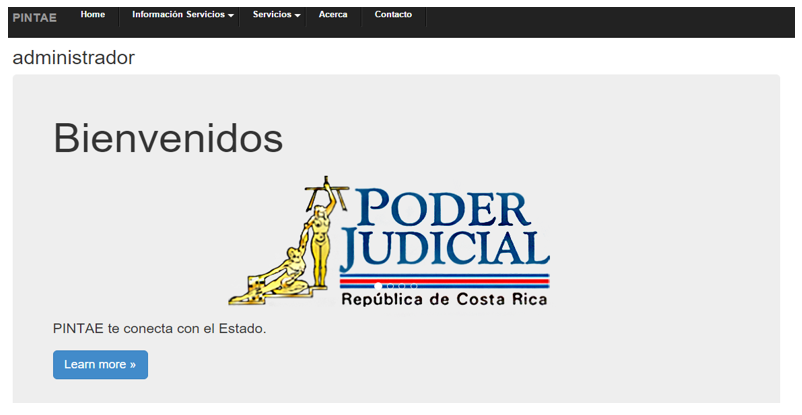 PINTAE Home Información Servicios Servicios Acerca Contacto
administrador
Bienvenidos
PODER
JUDICIAL
República de Costa Rica
PINTAE te conecta con el Estado.
Learn more »